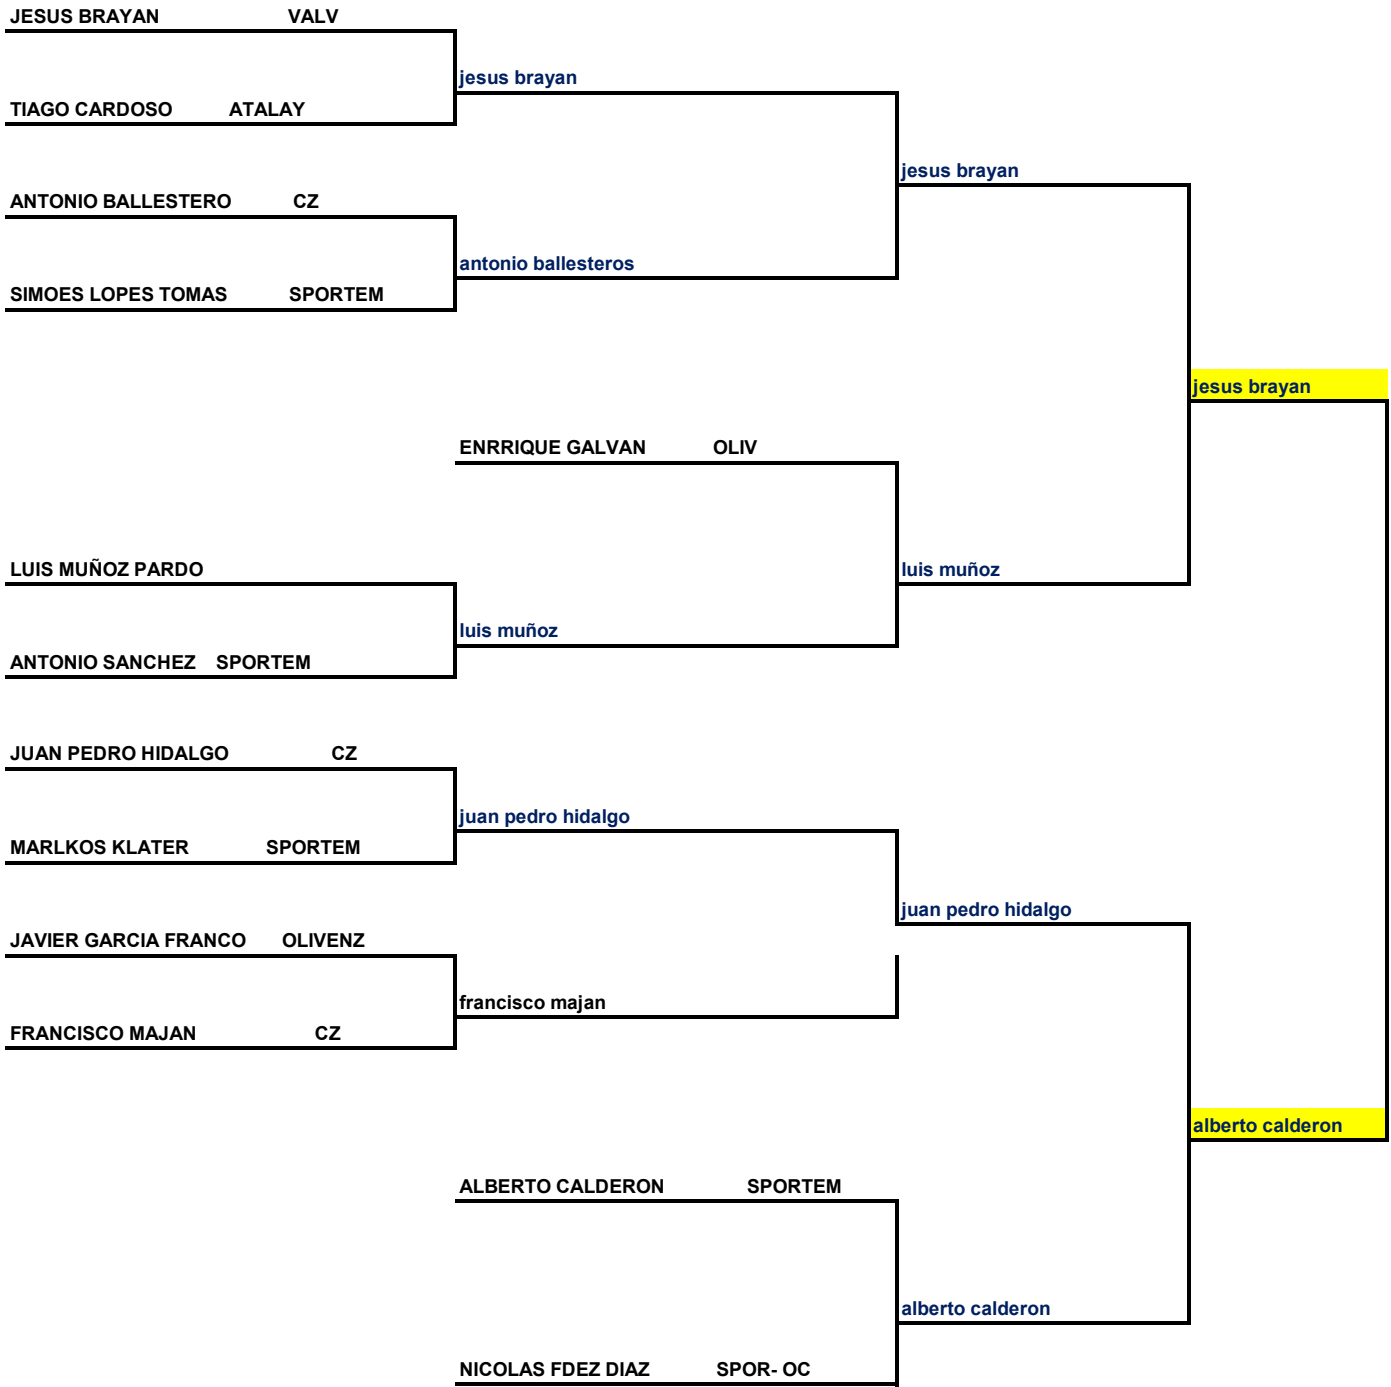 JESUS BRAYAN VALV
jesus brayan
TIAGO CARDOSO ATALAY
jesus brayan
ANTONIO BALLESTERO CZ
antonio ballesteros
SIMOES LOPES TOMAS SPORTEM
jesus brayan
ENRRIQUE GALVAN OLIV
LUIS MUÑOZ PARDO
luis muñoz
luis muñoz
ANTONIO SANCHEZ SPORTEM
JUAN PEDRO HIDALGO CZ
juan pedro hidalgo
MARLKOS KLATER SPORTEM
juan pedro hidalgo
JAVIER GARCIA FRANCO OLIVENZ
francisco majan
FRANCISCO MAJAN CZ
alberto calderon
ALBERTO CALDERON SPORTEM
alberto calderon
NICOLAS FDEZ DIAZ SPOR- OC